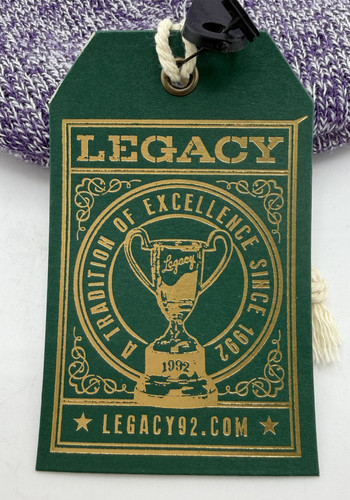 LEGACY
A TRADITION OF EXCELLENCE SINCE 1992
Legacy
1992
★ LEGACY92.COM ★